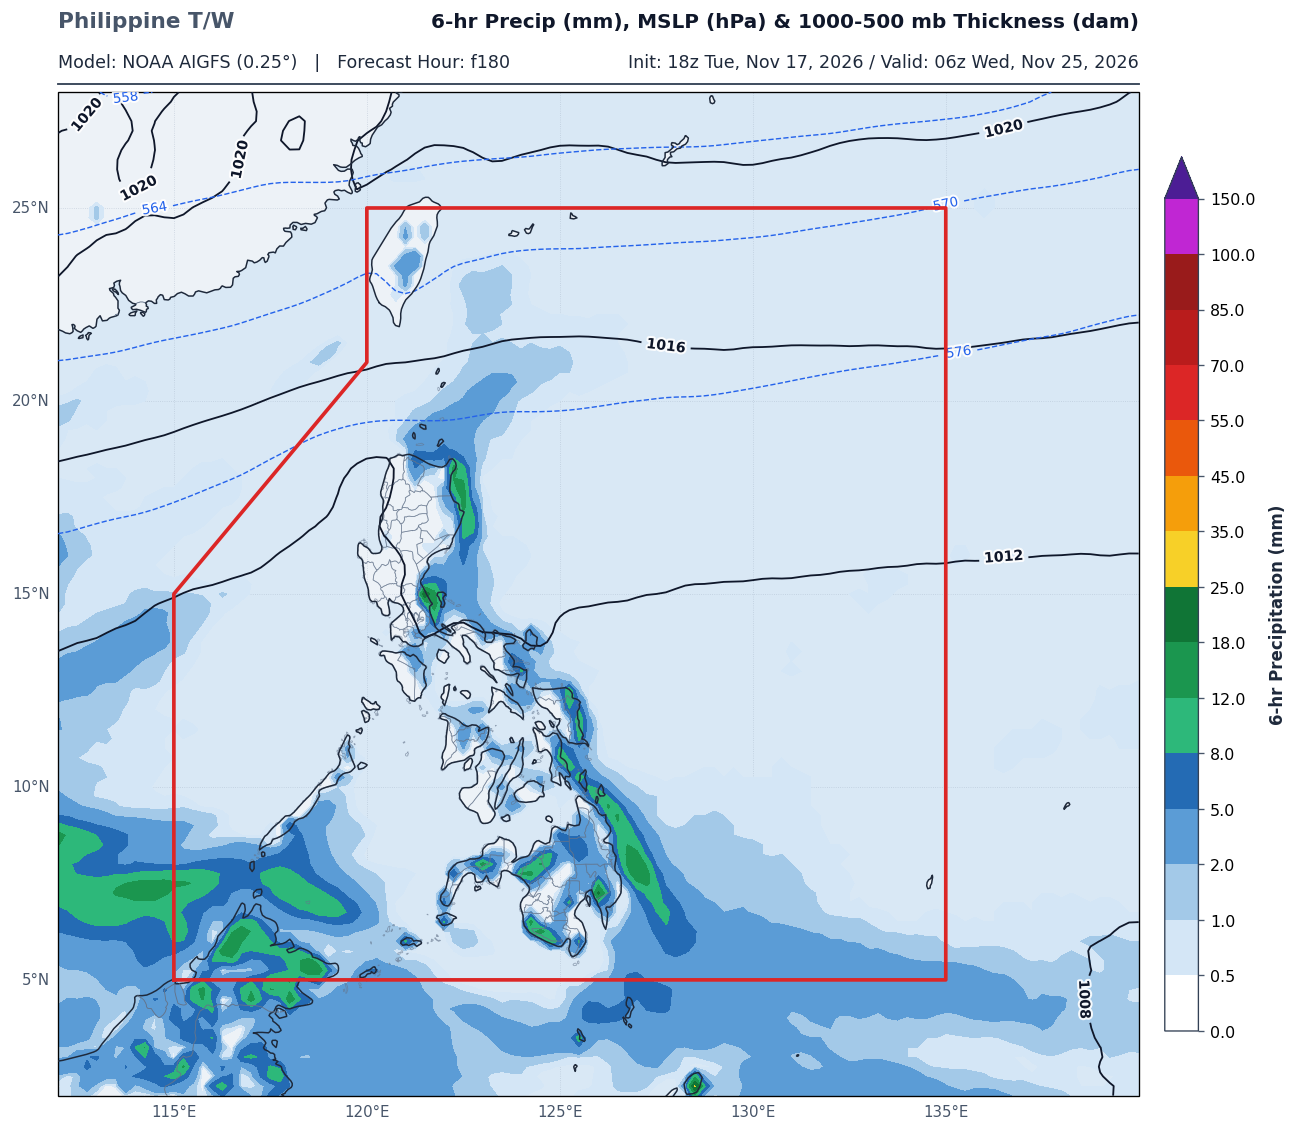 Philippine T/W
6-hr Precip (mm), MSLP (hPa) & 1000-500 mb Thickness (dam)
Model: NOAA AIGFS (0.25°) | Forecast Hour: f180
Init: 18z Tue, Nov 17, 2026 / Valid: 06z Wed, Nov 25, 2026
1020
558
1020
1020
564
1020
570
1016
576
1012
1008
25°N
20°N
15°N
10°N
5°N
115°E
120°E
125°E
130°E
135°E
150.0
100.0
85.0
70.0
55.0
45.0
35.0
25.0
18.0
12.0
8.0
5.0
2.0
1.0
0.5
0.0
6-hr Precipitation (mm)